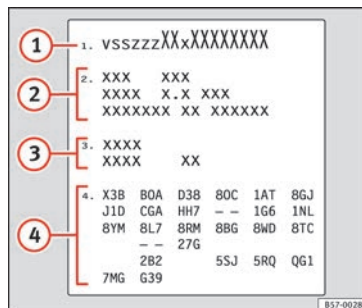 1
1. VSSZZZXXxXXXXXXXX
2
2. XXX XXX
XXXX X.X XXX
XXXXXXX XX XXXXXX
3
3. XXXX
XXXX XX
4
4. X3B B0A D38 8OC 1AT 8GJ
J1D CGA HH7 – – 1G6 1NL
8YM 8L7 8RM 8BG 8WD 8TC
– – 27G
2B2 5SJ 5RQ QG1
7MG G39
B57-0028